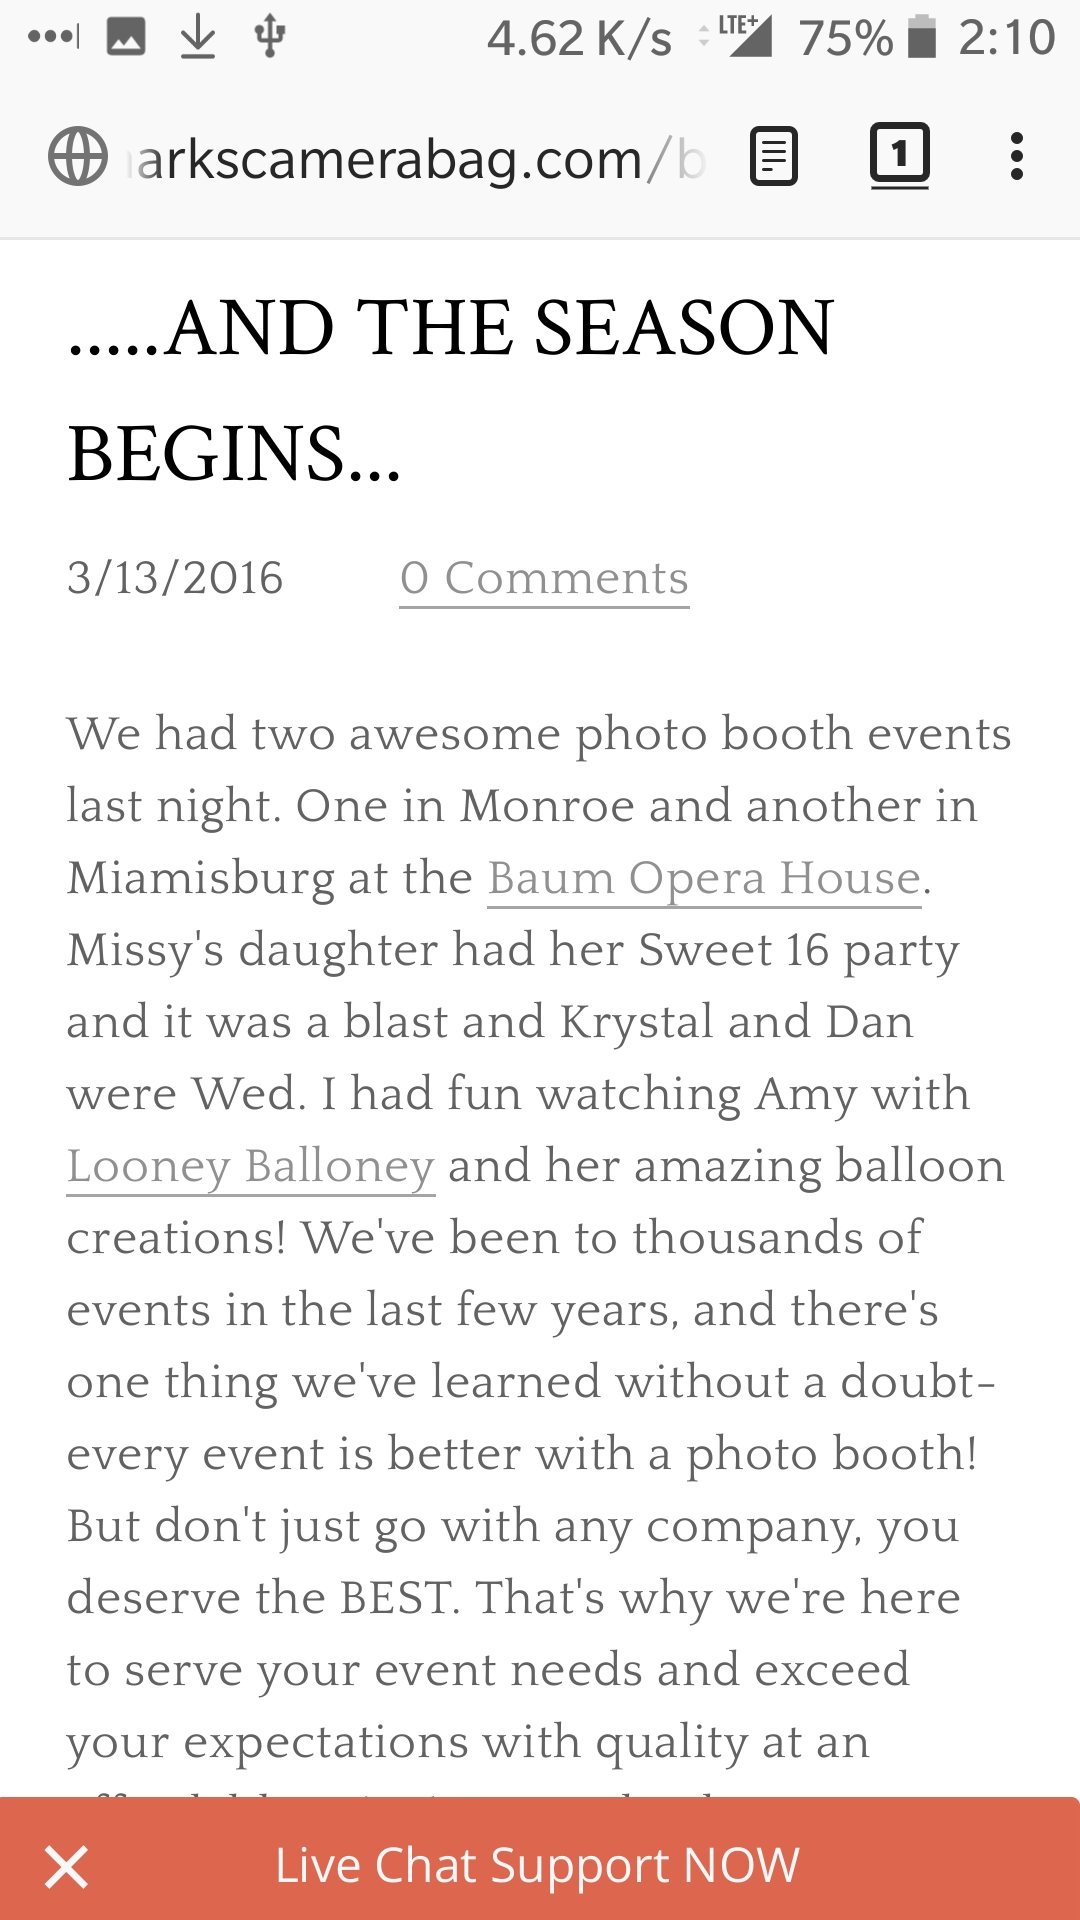 4.62 K/s LTE+ 75% 2:10
arkscamerabag.com/b 1
.....AND THE SEASON
BEGINS...
3/13/2016 0 Comments
We had two awesome photo booth events
last night. One in Monroe and another in
Miamisburg at the Baum Opera House.
Missy's daughter had her Sweet 16 party
and it was a blast and Krystal and Dan
were Wed. I had fun watching Amy with
Looney Balloney and her amazing balloon
creations! We've been to thousands of
events in the last few years, and there's
one thing we've learned without a doubt-
every event is better with a photo booth!
But don't just go with any company, you
deserve the BEST. That's why we're here
to serve your event needs and exceed
your expectations with quality at an
Live Chat Support NOW